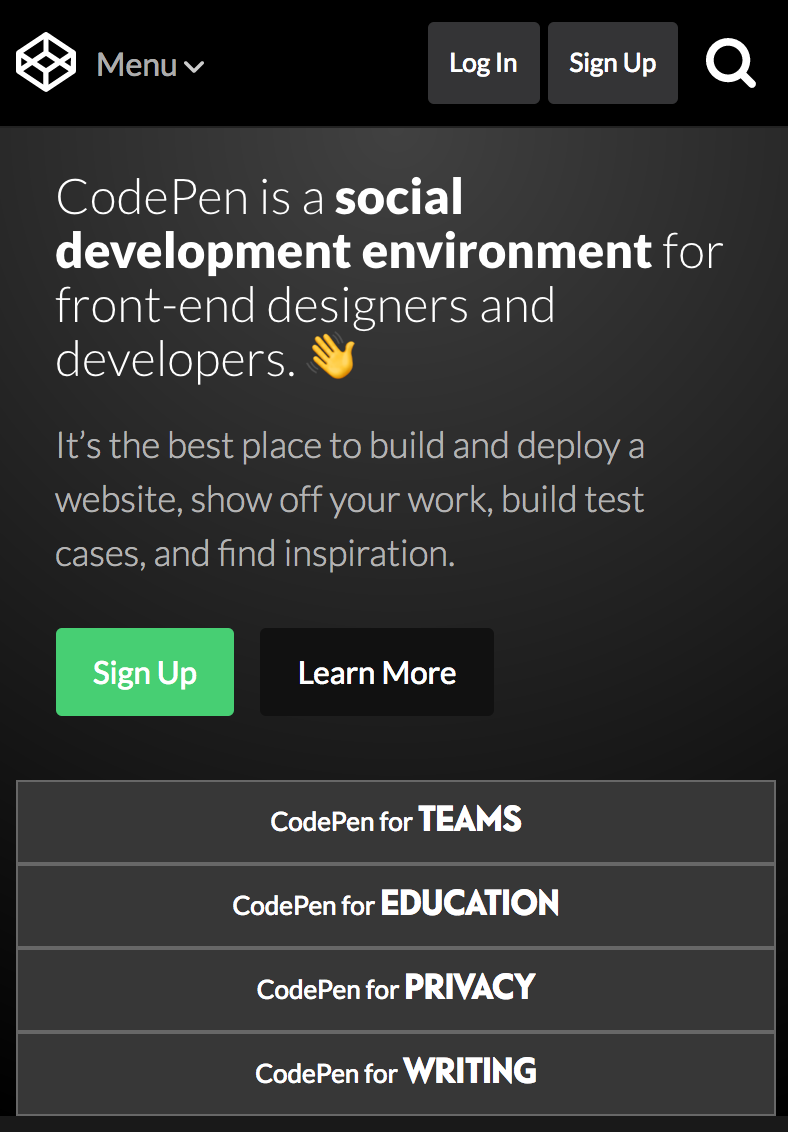 Menu
Log In
Sign Up
CodePen is a social
development environment for
front-end designers and
developers. 👋
It’s the best place to build and deploy a
website, show off your work, build test
cases, and find inspiration.
Sign Up
Learn More
CodePen for TEAMS
CodePen for EDUCATION
CodePen for PRIVACY
CodePen for WRITING